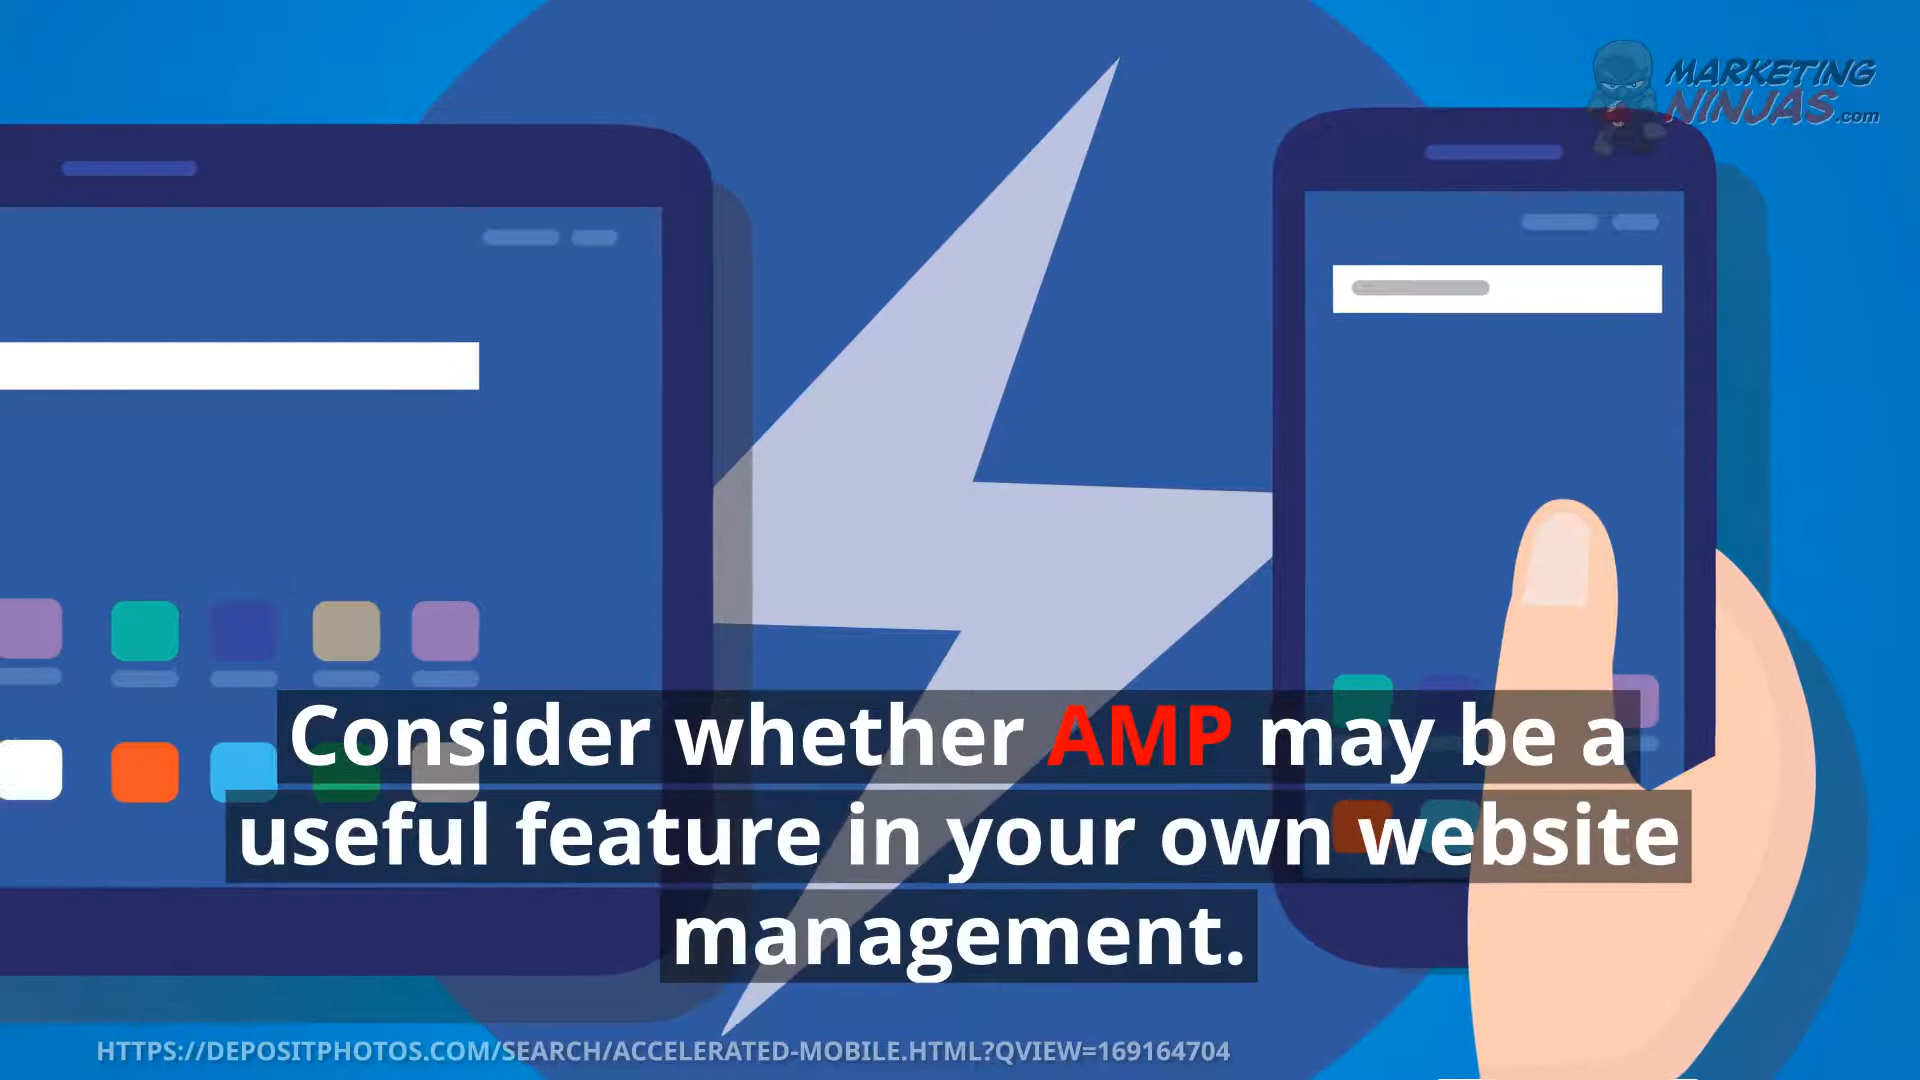 MARKETING
NINJAS.com
Consider whether AMP may be a
useful feature in your own website
management.
HTTPS://DEPOSITPHOTOS.COM/SEARCH/ACCELERATED-MOBILE.HTML?QVIEW=169164704